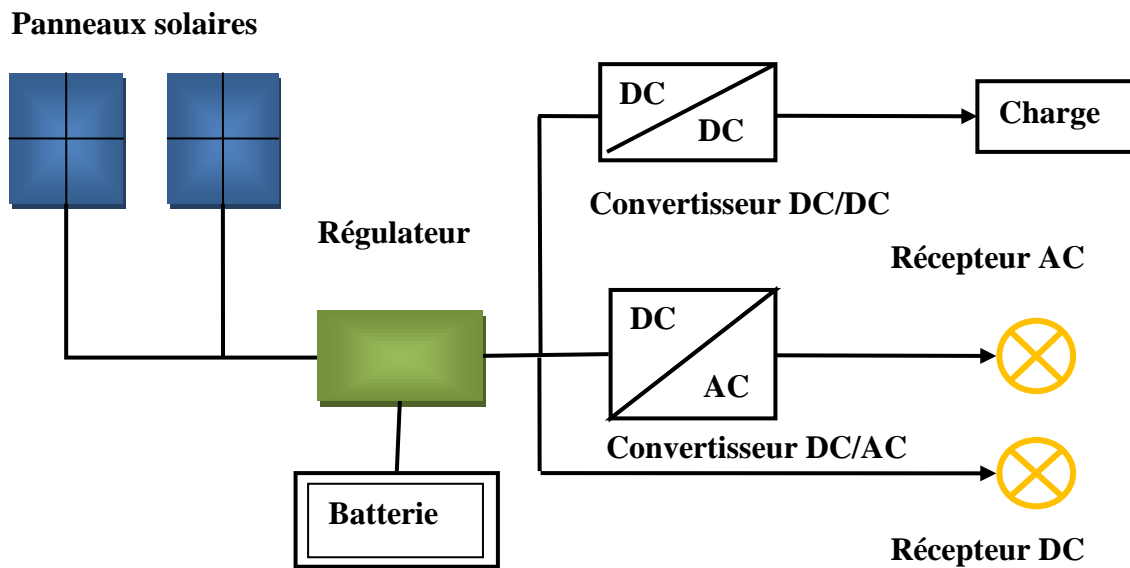 Panneaux solaires
DC
DC
Charge
Convertisseur DC/DC
Régulateur
Récepteur AC
DC
AC
Convertisseur DC/AC
Batterie
Récepteur DC